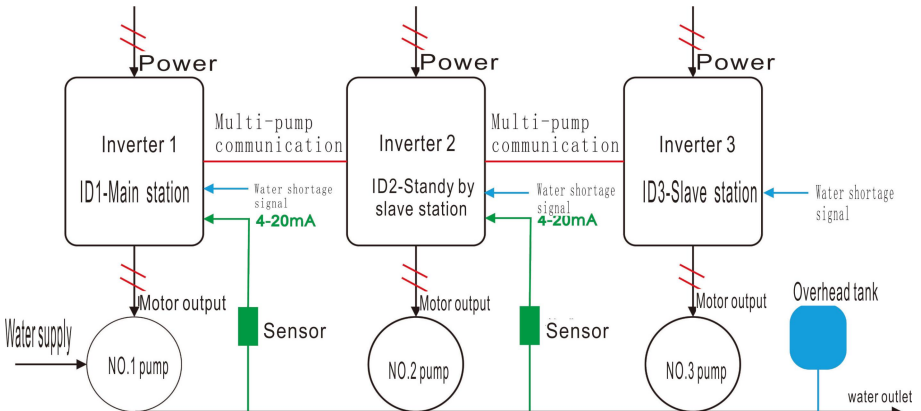 Power
Power
Power
Multi-pump
communication
Multi-pump
communication
Inverter 1
ID1-Main station
Inverter 2
ID2-Standy by
slave station
Inverter 3
ID3-Slave station
Water shortage
signal
4-20mA
Water shortage
signal
4-20mA
Water shortage
signal
Motor output
Motor output
Motor output
Overhead tank
Water supply
Sensor
Sensor
NO.1 pump
NO.2 pump
NO.3 pump
water outlet